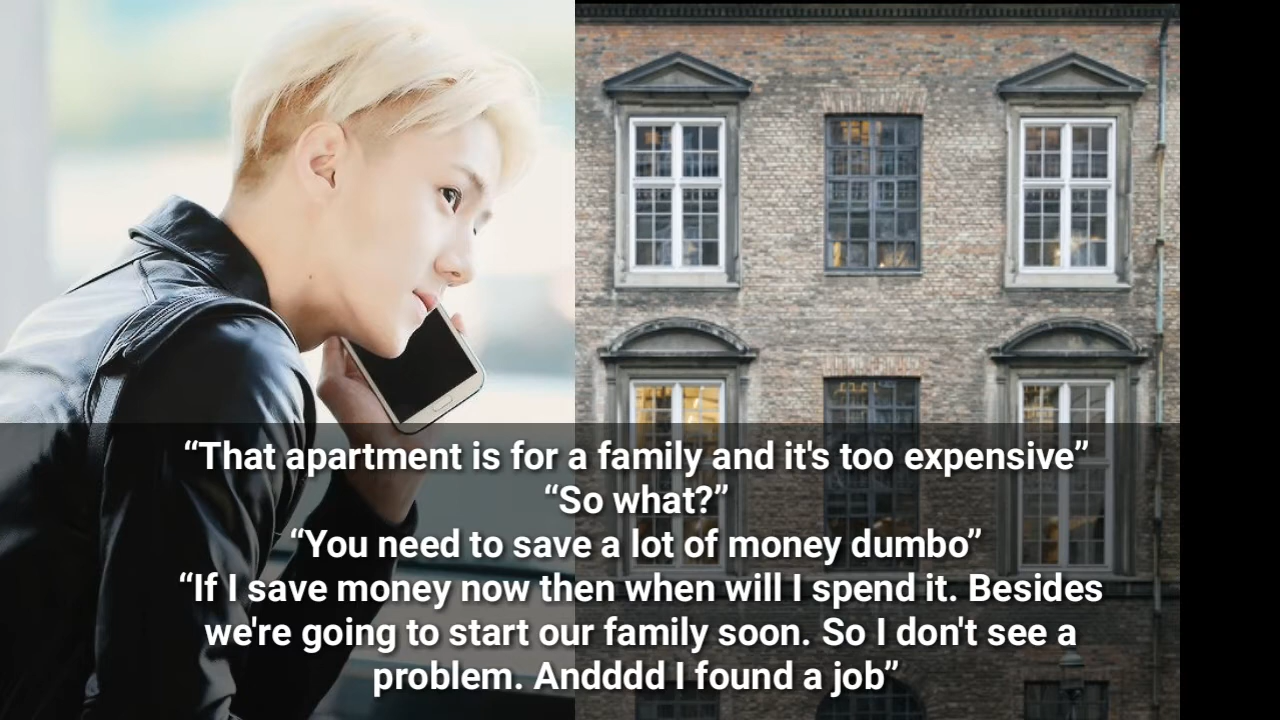 “That apartment is for a family and it's too expensive”
“So what?”
“You need to save a lot of money dumbo”
“If I save money now then when will I spend it. Besides
we're going to start our family soon. So I don't see a
problem. Andddd I found a job”